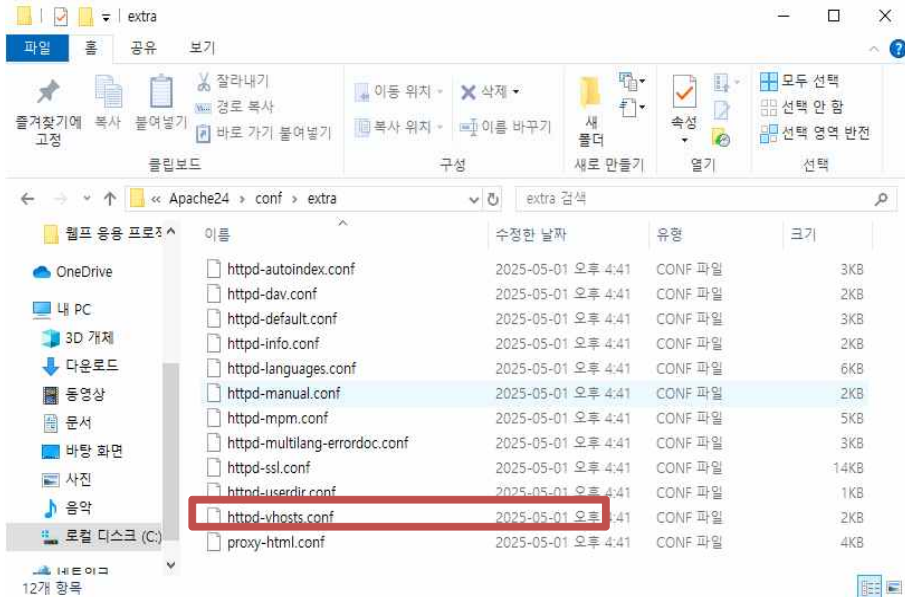 extra
파일 홈 공유 보기
즐겨찾기에 고정
복사
붙여넣기
잘라내기
경로 복사
바로 가기 붙여넣기
클립보드
이동 위치
복사 위치
삭제
이름 바꾸기
구성
새 폴더
새로 만들기
속성
열기
모두 선택
선택 안 함
선택 영역 반전
선택
« Apache24 > conf > extra
extra 검색
웹프 응용 프로젝
OneDrive
내 PC
3D 개체
다운로드
동영상
문서
바탕 화면
사진
음악
로컬 디스크 (C:)
네트워크
이름 수정한 날짜 유형 크기
httpd-autoindex.conf 2025-05-01 오후 4:41 CONF 파일 3KB
httpd-dav.conf 2025-05-01 오후 4:41 CONF 파일 2KB
httpd-default.conf 2025-05-01 오후 4:41 CONF 파일 3KB
httpd-info.conf 2025-05-01 오후 4:41 CONF 파일 2KB
httpd-languages.conf 2025-05-01 오후 4:41 CONF 파일 6KB
httpd-manual.conf 2025-05-01 오후 4:41 CONF 파일 2KB
httpd-mpm.conf 2025-05-01 오후 4:41 CONF 파일 5KB
httpd-multilang-errordoc.conf 2025-05-01 오후 4:41 CONF 파일 3KB
httpd-ssl.conf 2025-05-01 오후 4:41 CONF 파일 14KB
httpd-userdir.conf 2025-05-01 오후 4:41 CONF 파일 1KB
httpd-vhosts.conf 2025-05-01 오후 4:41 CONF 파일 2KB
proxy-html.conf 2025-05-01 오후 4:41 CONF 파일 4KB
12개 항목